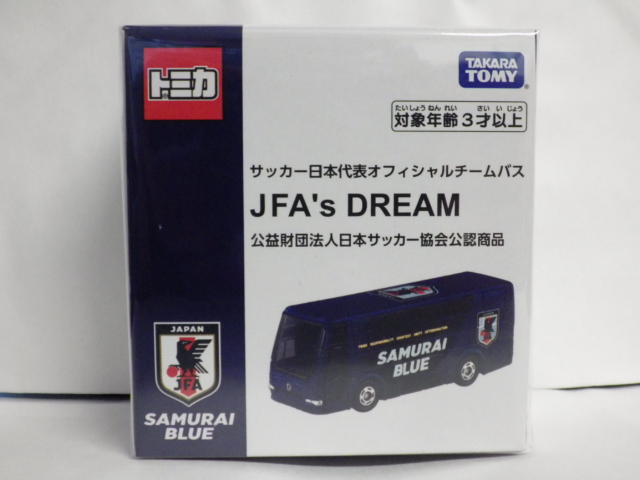 トミカ
TAKARA
TOMY
たいしょうねんれい さいいじょう
対象年齢3才以上
サッカー日本代表オフィシャルチームバス
JFA's DREAM
公益財団法人日本サッカー協会公認商品
JAPAN
JFA
SAMURAI
BLUE
SAMURAI
BLUE